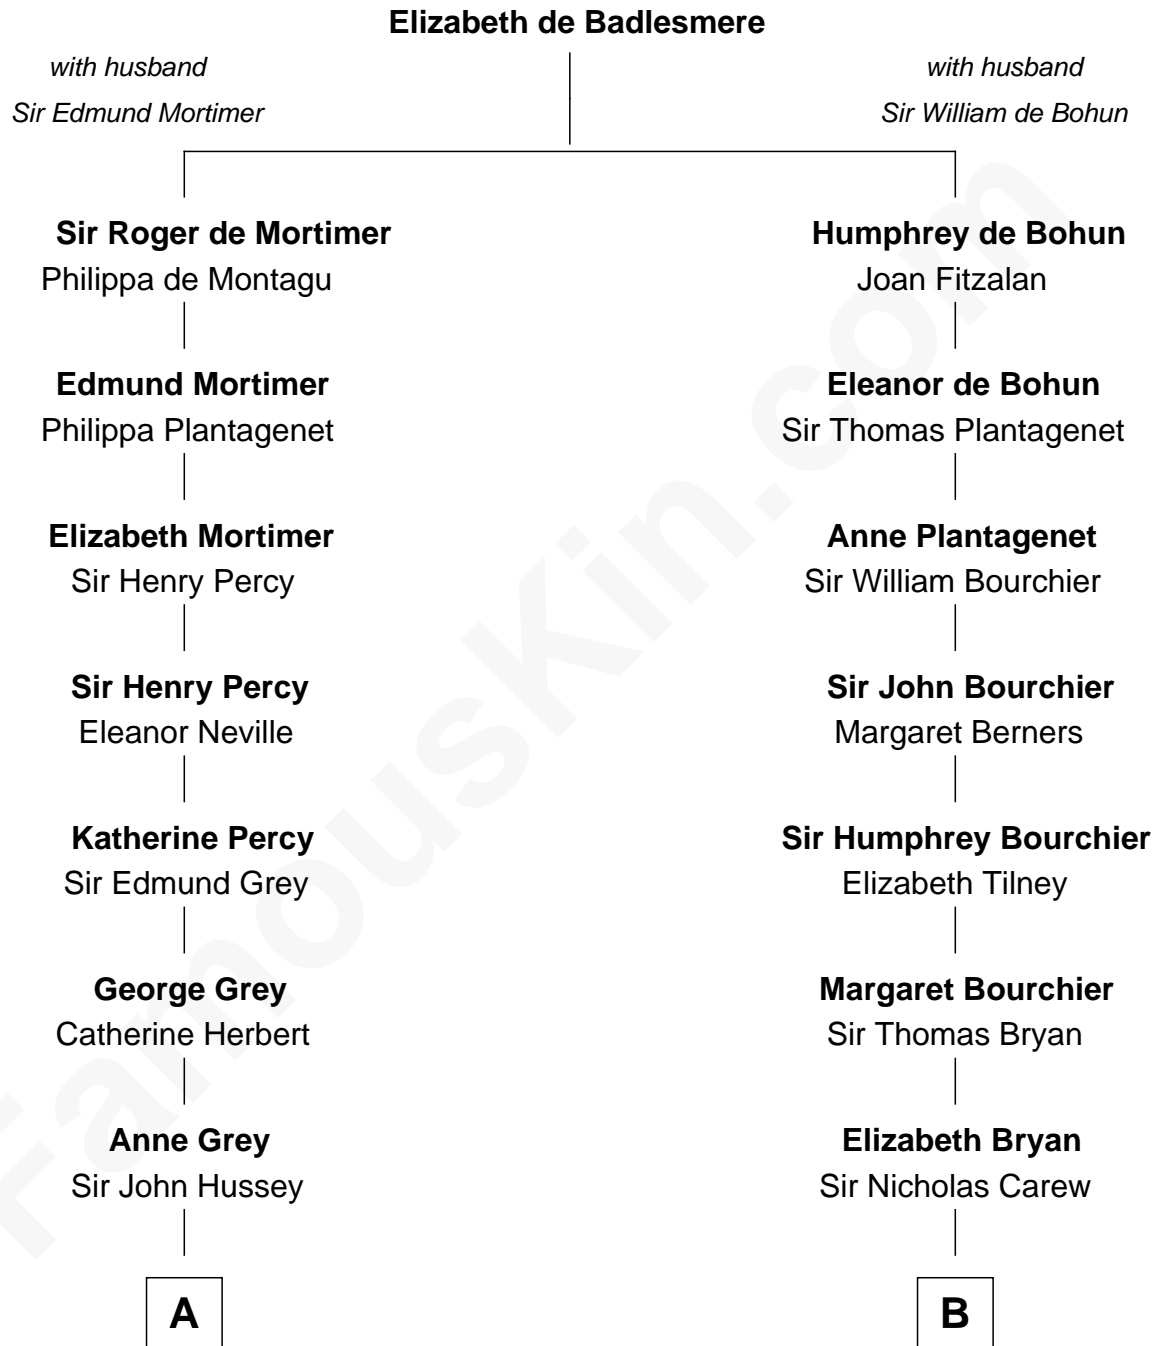 Elizabeth de Badlesmere
with husband
Sir Edmund Mortimer
with husband
Sir William de Bohun
Sir Roger de Mortimer
Philippa de Montagu
Humphrey de Bohun
Joan Fitzalan
Edmund Mortimer
Philippa Plantagenet
Eleanor de Bohun
Sir Thomas Plantagenet
Elizabeth Mortimer
Sir Henry Percy
Anne Plantagenet
Sir William Bourchier
Sir Henry Percy
Eleanor Neville
Sir John Bourchier
Margaret Berners
Katherine Percy
Sir Edmund Grey
Sir Humphrey Bourchier
Elizabeth Tilney
George Grey
Catherine Herbert
Margaret Bourchier
Sir Thomas Bryan
Anne Grey
Sir John Hussey
Elizabeth Bryan
Sir Nicholas Carew
A
B
FamousKin.com